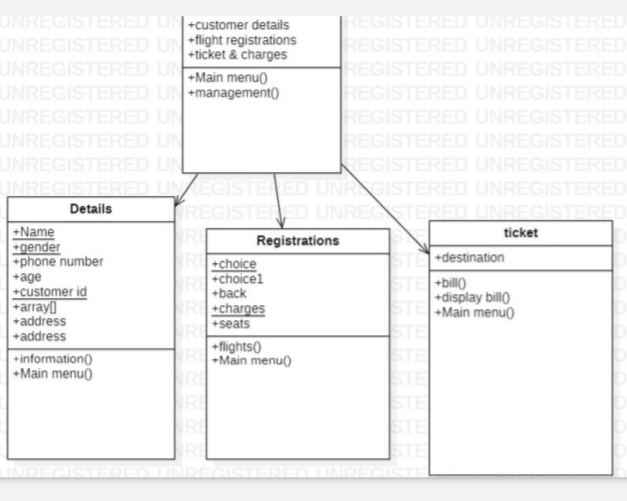 +customer details
+flight registrations
+ticket & charges
+Main menu()
+management()
Details
+Name
+gender
+phone number
+age
+customer id
+array[]
+address
+address
+information()
+Main menu()
Registrations
+choice
+choice1
+back
+charges
+seats
+flights()
+Main menu()
ticket
+destination
+bill()
+display bill()
+Main menu()